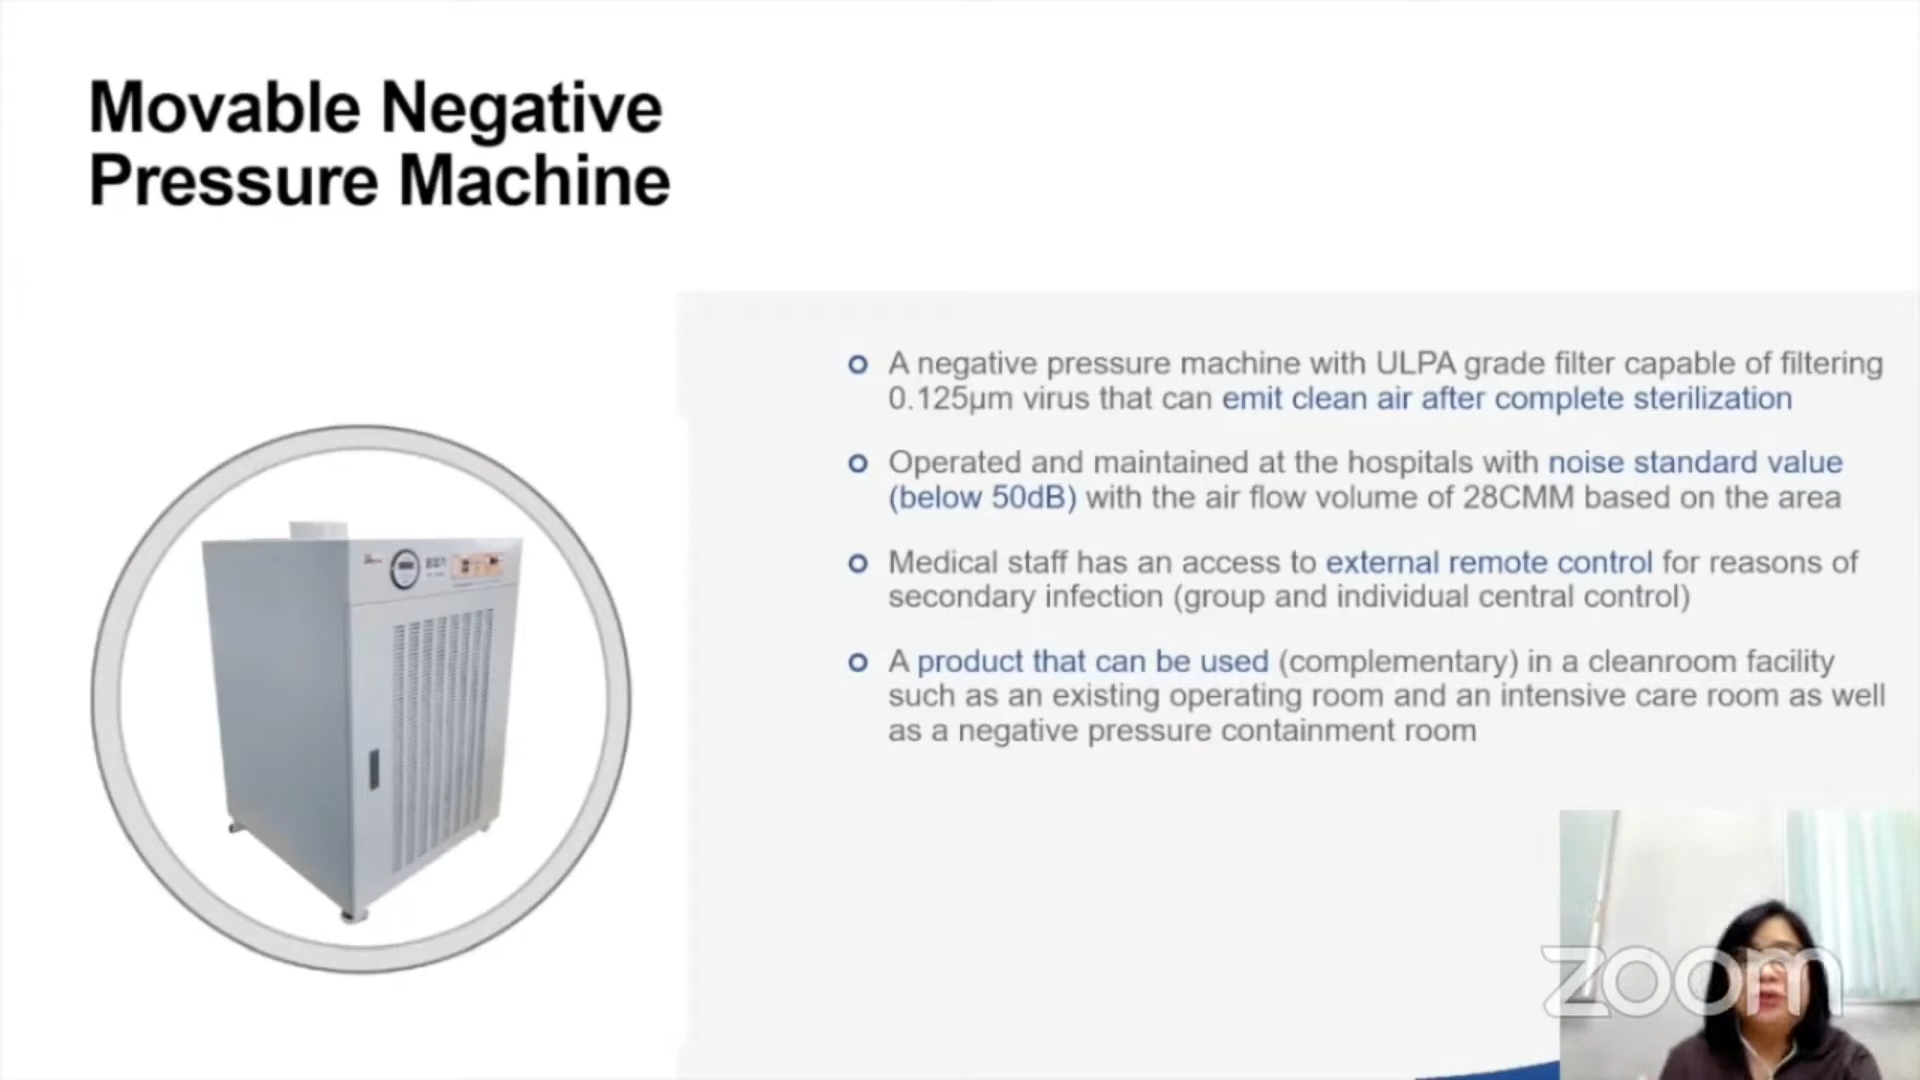 Movable Negative
Pressure Machine
A negative pressure machine with ULPA grade filter capable of filtering
0.125μm virus that can emit clean air after complete sterilization
Operated and maintained at the hospitals with noise standard value
(below 50dB) with the air flow volume of 28CMM based on the area
Medical staff has an access to external remote control for reasons of
secondary infection (group and individual central control)
A product that can be used (complementary) in a cleanroom facility
such as an existing operating room and an intensive care room as well
as a negative pressure containment room
zoom